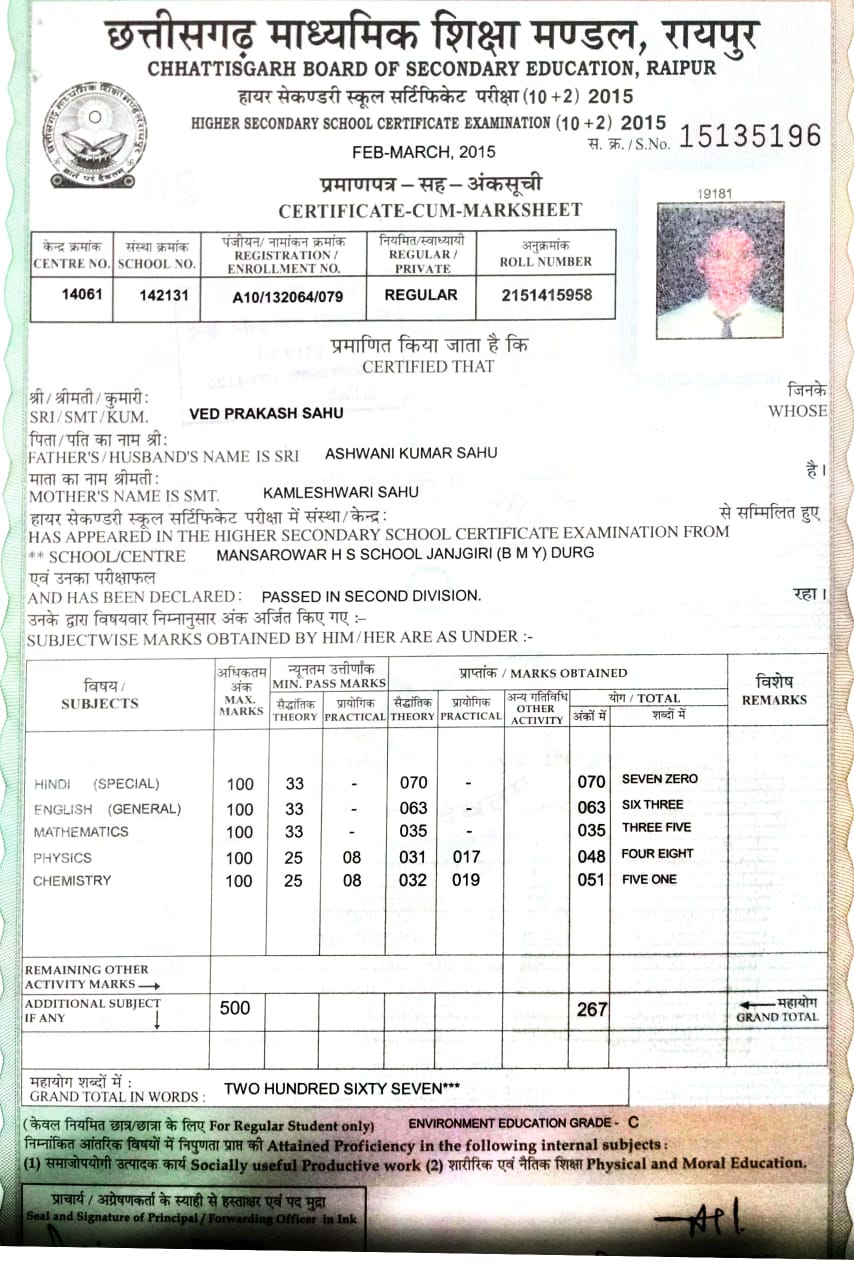 छत्तीसगढ़ माध्यमिक शिक्षा मण्डल, रायपुर
CHHATTISGARH BOARD OF SECONDARY EDUCATION, RAIPUR
हायर सेकण्डरी स्कूल सर्टिफिकेट परीक्षा (10+2) 2015
HIGHER SECONDARY SCHOOL CERTIFICATE EXAMINATION (10+2) 2015
स. क्र. / S.No. 15135196
FEB-MARCH, 2015
प्रमाणपत्र – सह – अंकसूची
CERTIFICATE-CUM-MARKSHEET
19181
केन्द्र क्रमांक संस्था क्रमांक पंजीयन/ नामांकन क्रमांक नियमित/स्वाध्यायी अनुक्रमांक
CENTRE NO. SCHOOL NO. REGISTRATION / ENROLLMENT NO. REGULAR / PRIVATE ROLL NUMBER
14061 142131 A10/132064/079 REGULAR 2151415958
प्रमाणित किया जाता है कि
CERTIFIED THAT
श्री/ श्रीमती/ कुमारी: जिनके
SRI/SMT/KUM. VED PRAKASH SAHU WHOSE
पिता/पति का नाम श्री:
FATHER'S/HUSBAND'S NAME IS SRI ASHWANI KUMAR SAHU
माता का नाम श्रीमती: है।
MOTHER'S NAME IS SMT. KAMLESHWARI SAHU
हायर सेकण्डरी स्कूल सर्टिफिकेट परीक्षा में संस्था/केन्द्र: से सम्मिलित हुए
HAS APPEARED IN THE HIGHER SECONDARY SCHOOL CERTIFICATE EXAMINATION FROM
** SCHOOL/CENTRE MANSAROWAR H S SCHOOL JANJGIRI (B M Y) DURG
एवं उनका परीक्षाफल
AND HAS BEEN DECLARED: PASSED IN SECOND DIVISION. रहा।
उनके द्वारा विषयवार निम्नानुसार अंक अर्जित किए गए :–
SUBJECTWISE MARKS OBTAINED BY HIM/HER ARE AS UNDER :-
विषय/ अधिकतम अंक न्यूनतम उत्तीर्णांक प्राप्तांक / MARKS OBTAINED विशेष
SUBJECTS MAX. MARKS MIN. PASS MARKS REMARKS
सैद्धांतिक प्रायोगिक सैद्धांतिक प्रायोगिक अन्य गतिविधि योग / TOTAL
THEORY PRACTICAL THEORY PRACTICAL OTHER ACTIVITY अंकों में शब्दों में
HINDI (SPECIAL) 100 33 - 070 - 070 SEVEN ZERO
ENGLISH (GENERAL) 100 33 - 063 - 063 SIX THREE
MATHEMATICS 100 33 - 035 - 035 THREE FIVE
PHYSICS 100 25 08 031 017 048 FOUR EIGHT
CHEMISTRY 100 25 08 032 019 051 FIVE ONE
REMAINING OTHER
ACTIVITY MARKS
ADDITIONAL SUBJECT 500 267 महायोग
IF ANY GRAND TOTAL
महायोग शब्दों में :
GRAND TOTAL IN WORDS : TWO HUNDRED SIXTY SEVEN***
(केवल नियमित छात्र/छात्रा के लिए For Regular Student only) ENVIRONMENT EDUCATION GRADE - C
निम्नांकित आंतरिक विषयों में निपुणता प्राप्त की Attained Proficiency in the following internal subjects :
(1) समाजोपयोगी उत्पादक कार्य Socially useful Productive work (2) शारीरिक एवं नैतिक शिक्षा Physical and Moral Education.
प्राचार्य / अग्रेषणकर्ता के स्याही से हस्ताक्षर एवं पद मुद्रा
Seal and Signature of Principal / Forwarding Officer in Ink